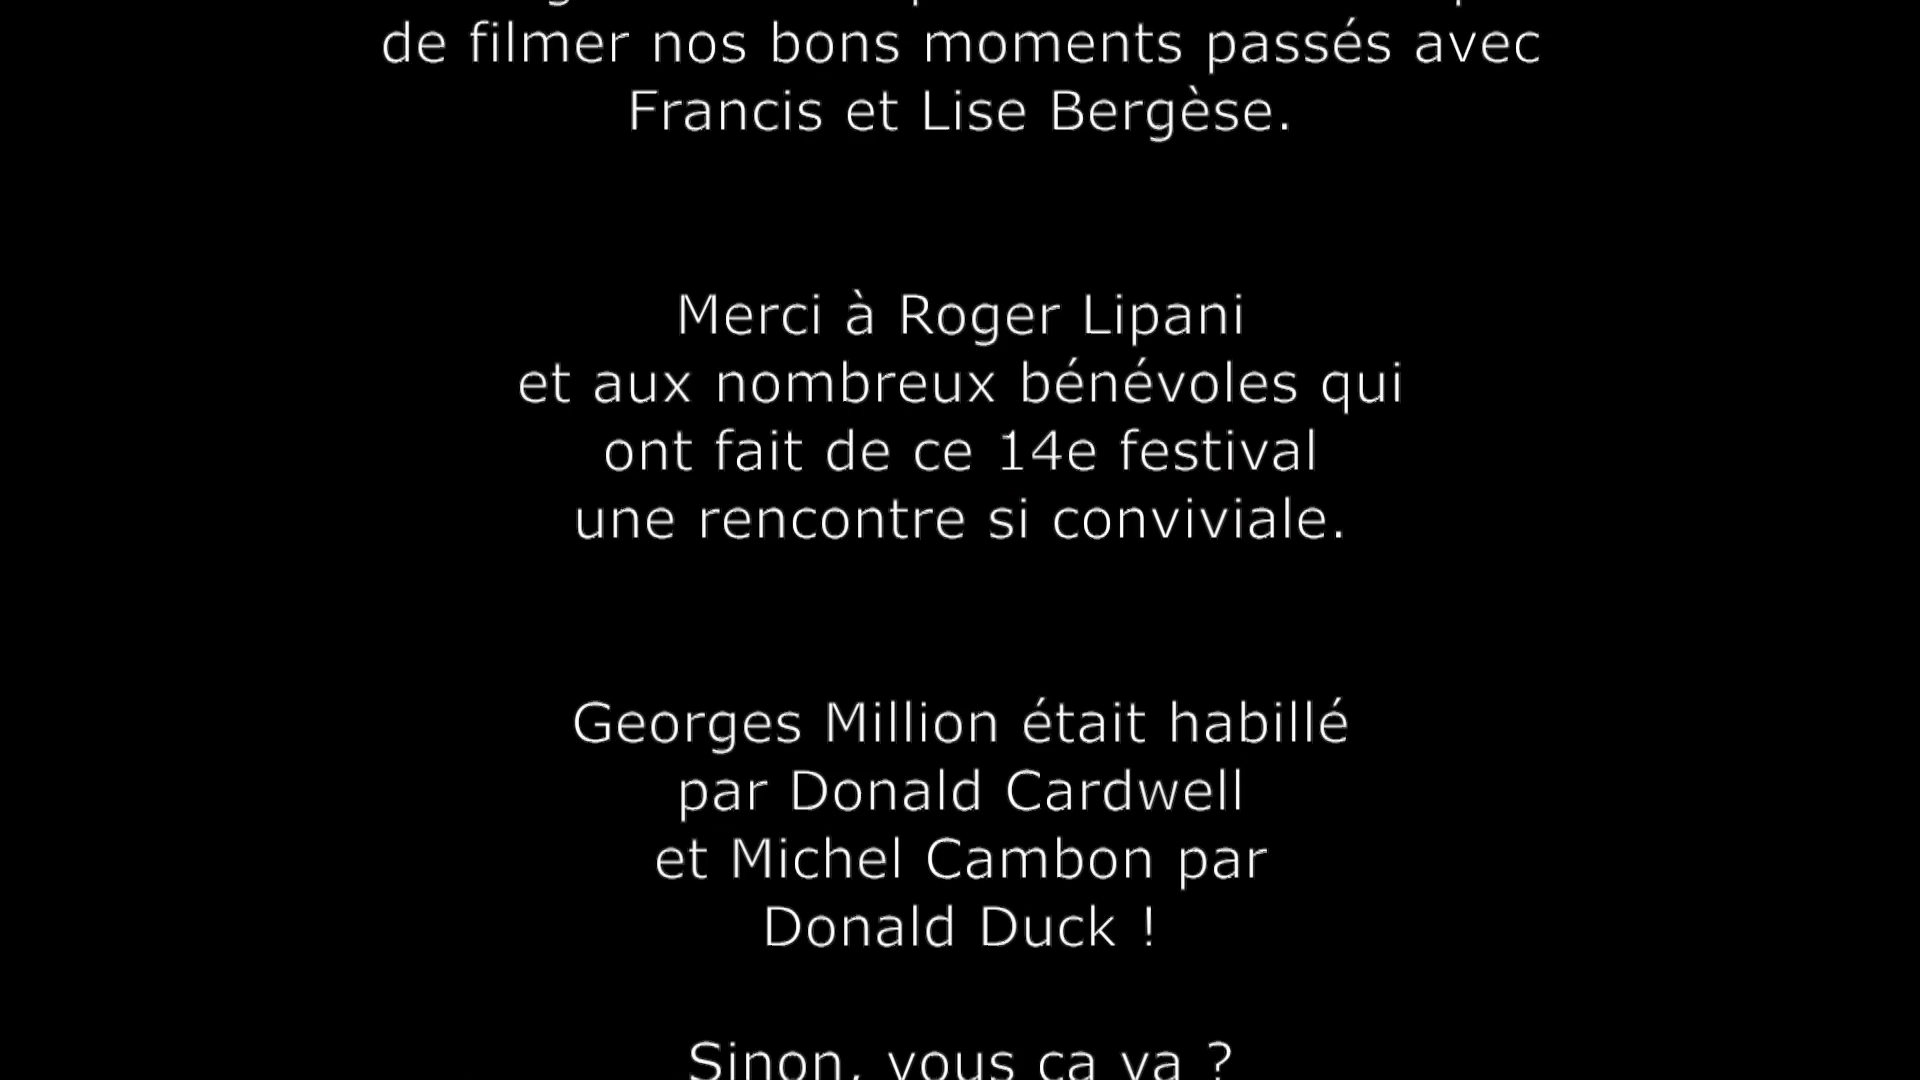 de filmer nos bons moments passés avec
Francis et Lise Bergèse.
Merci à Roger Lipani
et aux nombreux bénévoles qui
ont fait de ce 14e festival
une rencontre si conviviale.
Georges Million était habillé
par Donald Cardwell
et Michel Cambon par
Donald Duck !
Sinon, vous ça va ?